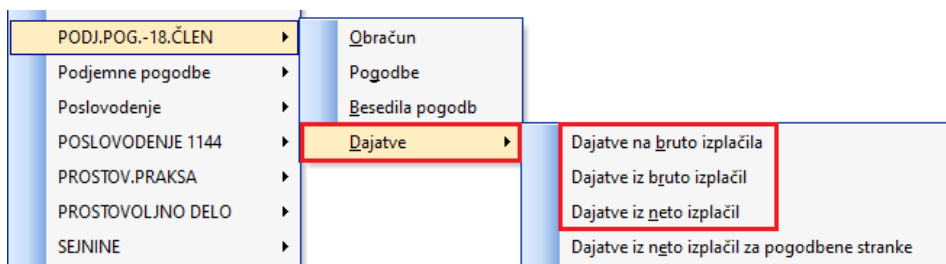 PODJ.POG.-18.ČLEN
Podjemne pogodbe
Poslovodenje
POSLOVODENJE 1144
PROSTOV.PRAKSA
PROSTOVOLJNO DELO
SEJNINE
Obračun
Pogodbe
Besedila pogodb
Dajatve
Dajatve na bruto izplačila
Dajatve iz bruto izplačil
Dajatve iz neto izplačil
Dajatve iz neto izplačil za pogodbene stranke